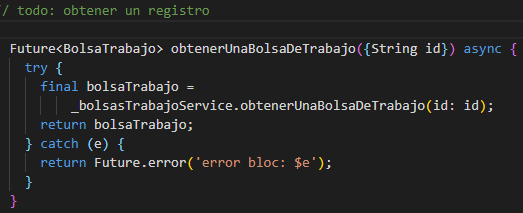 // todo: obtener un registro
Future<BolsaTrabajo> obtenerUnaBolsaDeTrabajo({String id}) async {
try {
final bolsaTrabajo =
_bolsasTrabajoService.obtenerUnaBolsaDeTrabajo(id: id);
return bolsaTrabajo;
} catch (e) {
return Future.error('error bloc: $e');
}
}